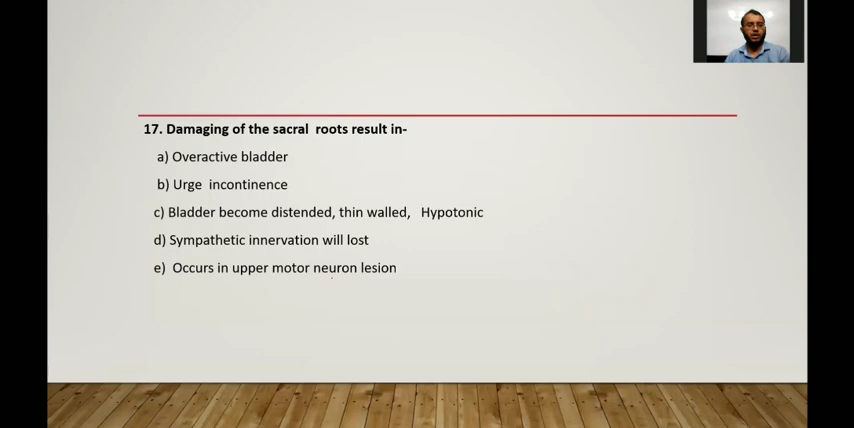 17. Damaging of the sacral roots result in-
a) Overactive bladder
b) Urge incontinence
c) Bladder become distended, thin walled, Hypotonic
d) Sympathetic innervation will lost
e) Occurs in upper motor neuron lesion